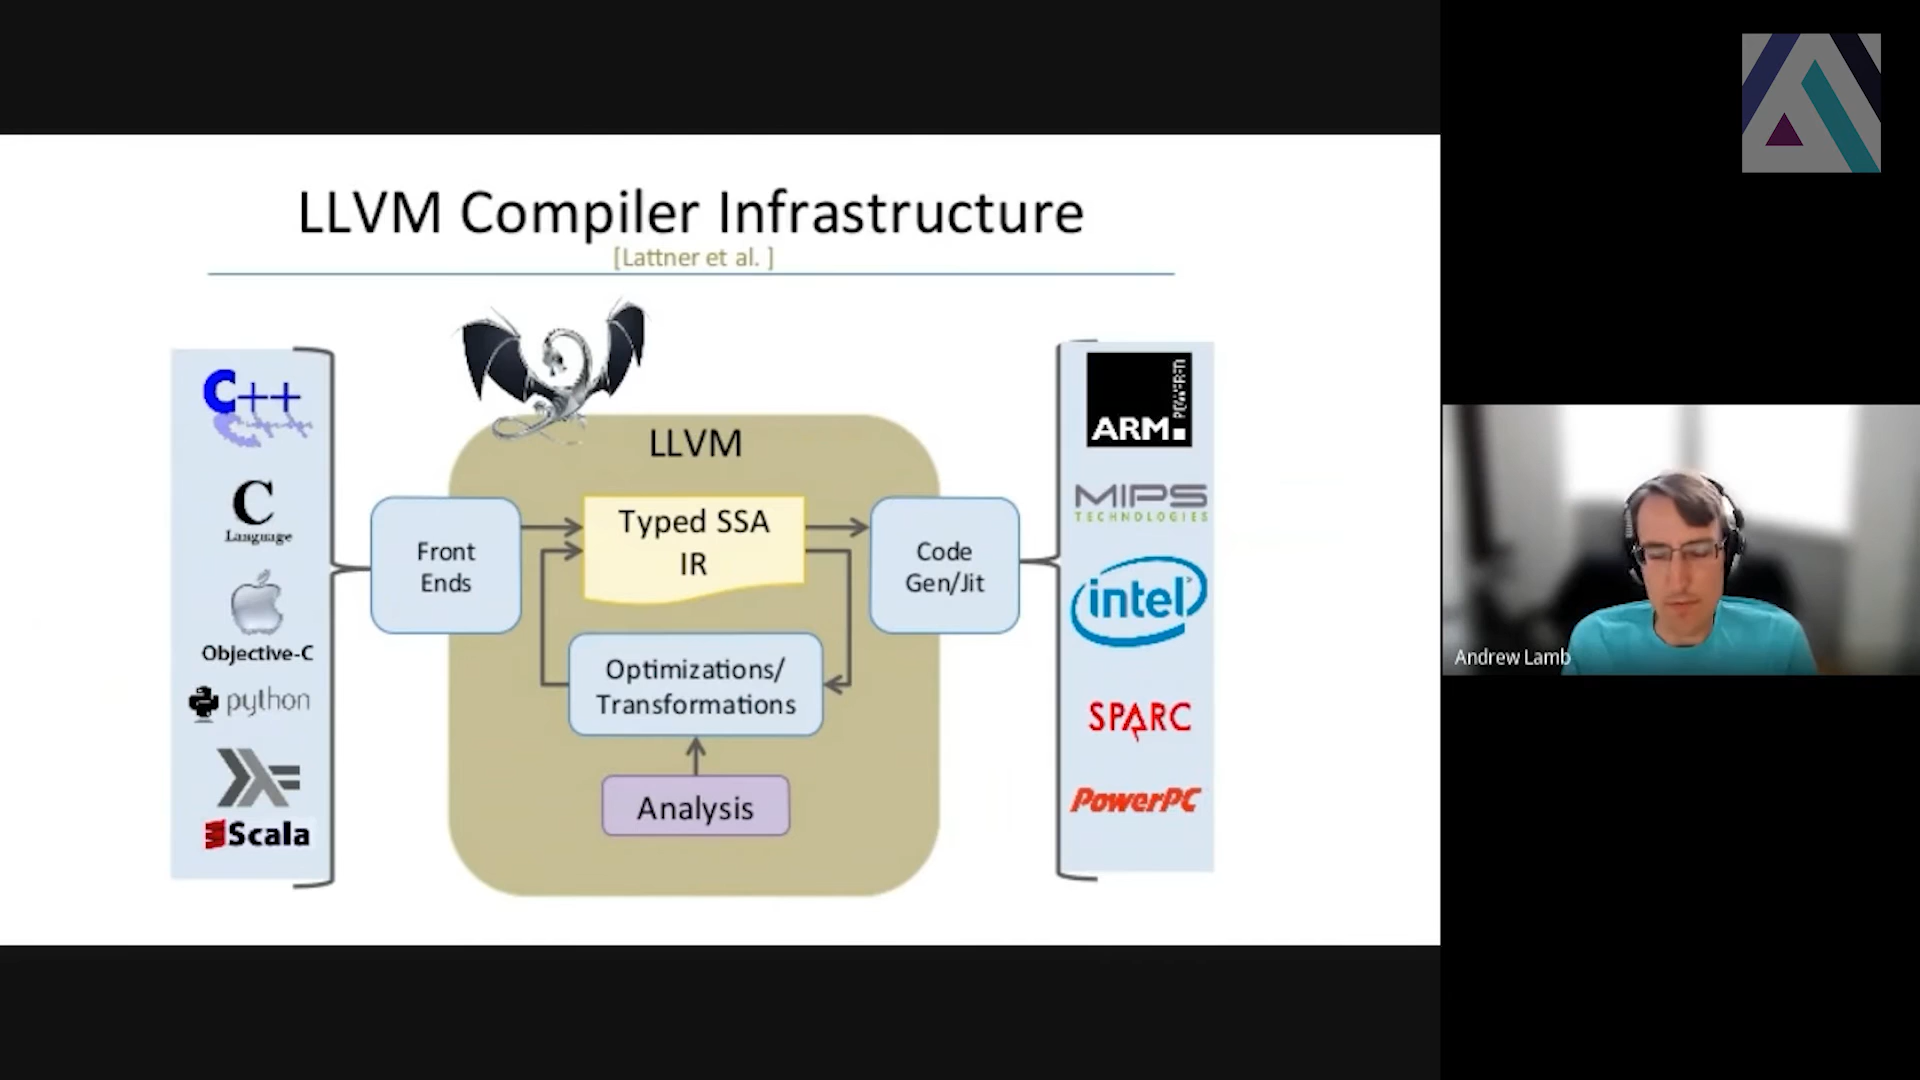 LLVM Compiler Infrastructure
[Lattner et al. ]
C++
C
Language
Objective-C
python
Scala
LLVM
Front
Ends
Typed SSA
IR
Code
Gen/Jit
Optimizations/
Transformations
Analysis
ARM
POWERED
MIPS
TECHNOLOGIES
intel
SPARC
PowerPC
Andrew Lamb